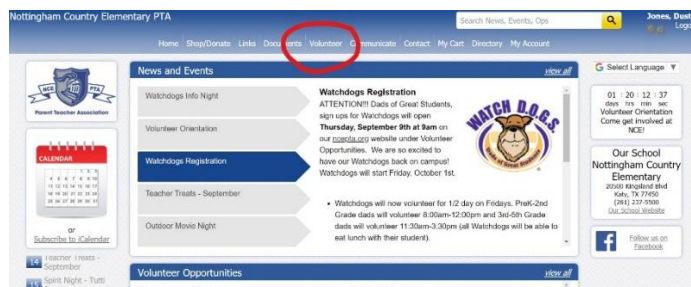 Nottingham Country Elementary PTA
Search News, Events, Ops
Jones, Dust
Logo
Home Shop/Donate Links Documents Volunteer Communicate Contact My Cart Directory My Account
NCE PTA
Parent Teacher Association
CALENDAR
or
Subscribe to iCalendar
14 Teacher Treats -
September
15 Spirit Night - Tutti
News and Events
view all
Watchdogs Info Night
Volunteer Orientation
Watchdogs Registration
Teacher Treats - September
Outdoor Movie Night
Watchdogs Registration
ATTENTION!!! Dads of Great Students,
sign ups for Watchdogs will open
Thursday, September 9th at 9am on
our ncepta.org website under Volunteer
Opportunities. We are so excited to
have our Watchdogs back on campus!
Watchdogs will start Friday, October 1st.
WATCH D.O.G.S.
Dads of Great Students
• Watchdogs will now volunteer for 1/2 day on Fridays. PreK-2nd
Grade dads will volunteer 8:00am-12:00pm and 3rd-5th Grade
dads will volunteer 11:30am-3:30pm (all Watchdogs will be able to
eat lunch with their student).
Volunteer Opportunities
view all
G Select Language ▼
01 : 20 : 12 : 37
days hrs min sec
Volunteer Orientation
Come get involved at
NCE!
Our School
Nottingham Country
Elementary
20500 Kingsland Blvd
Katy, TX 77450
(281) 237-5500
Our School Website
Follow us on
Facebook